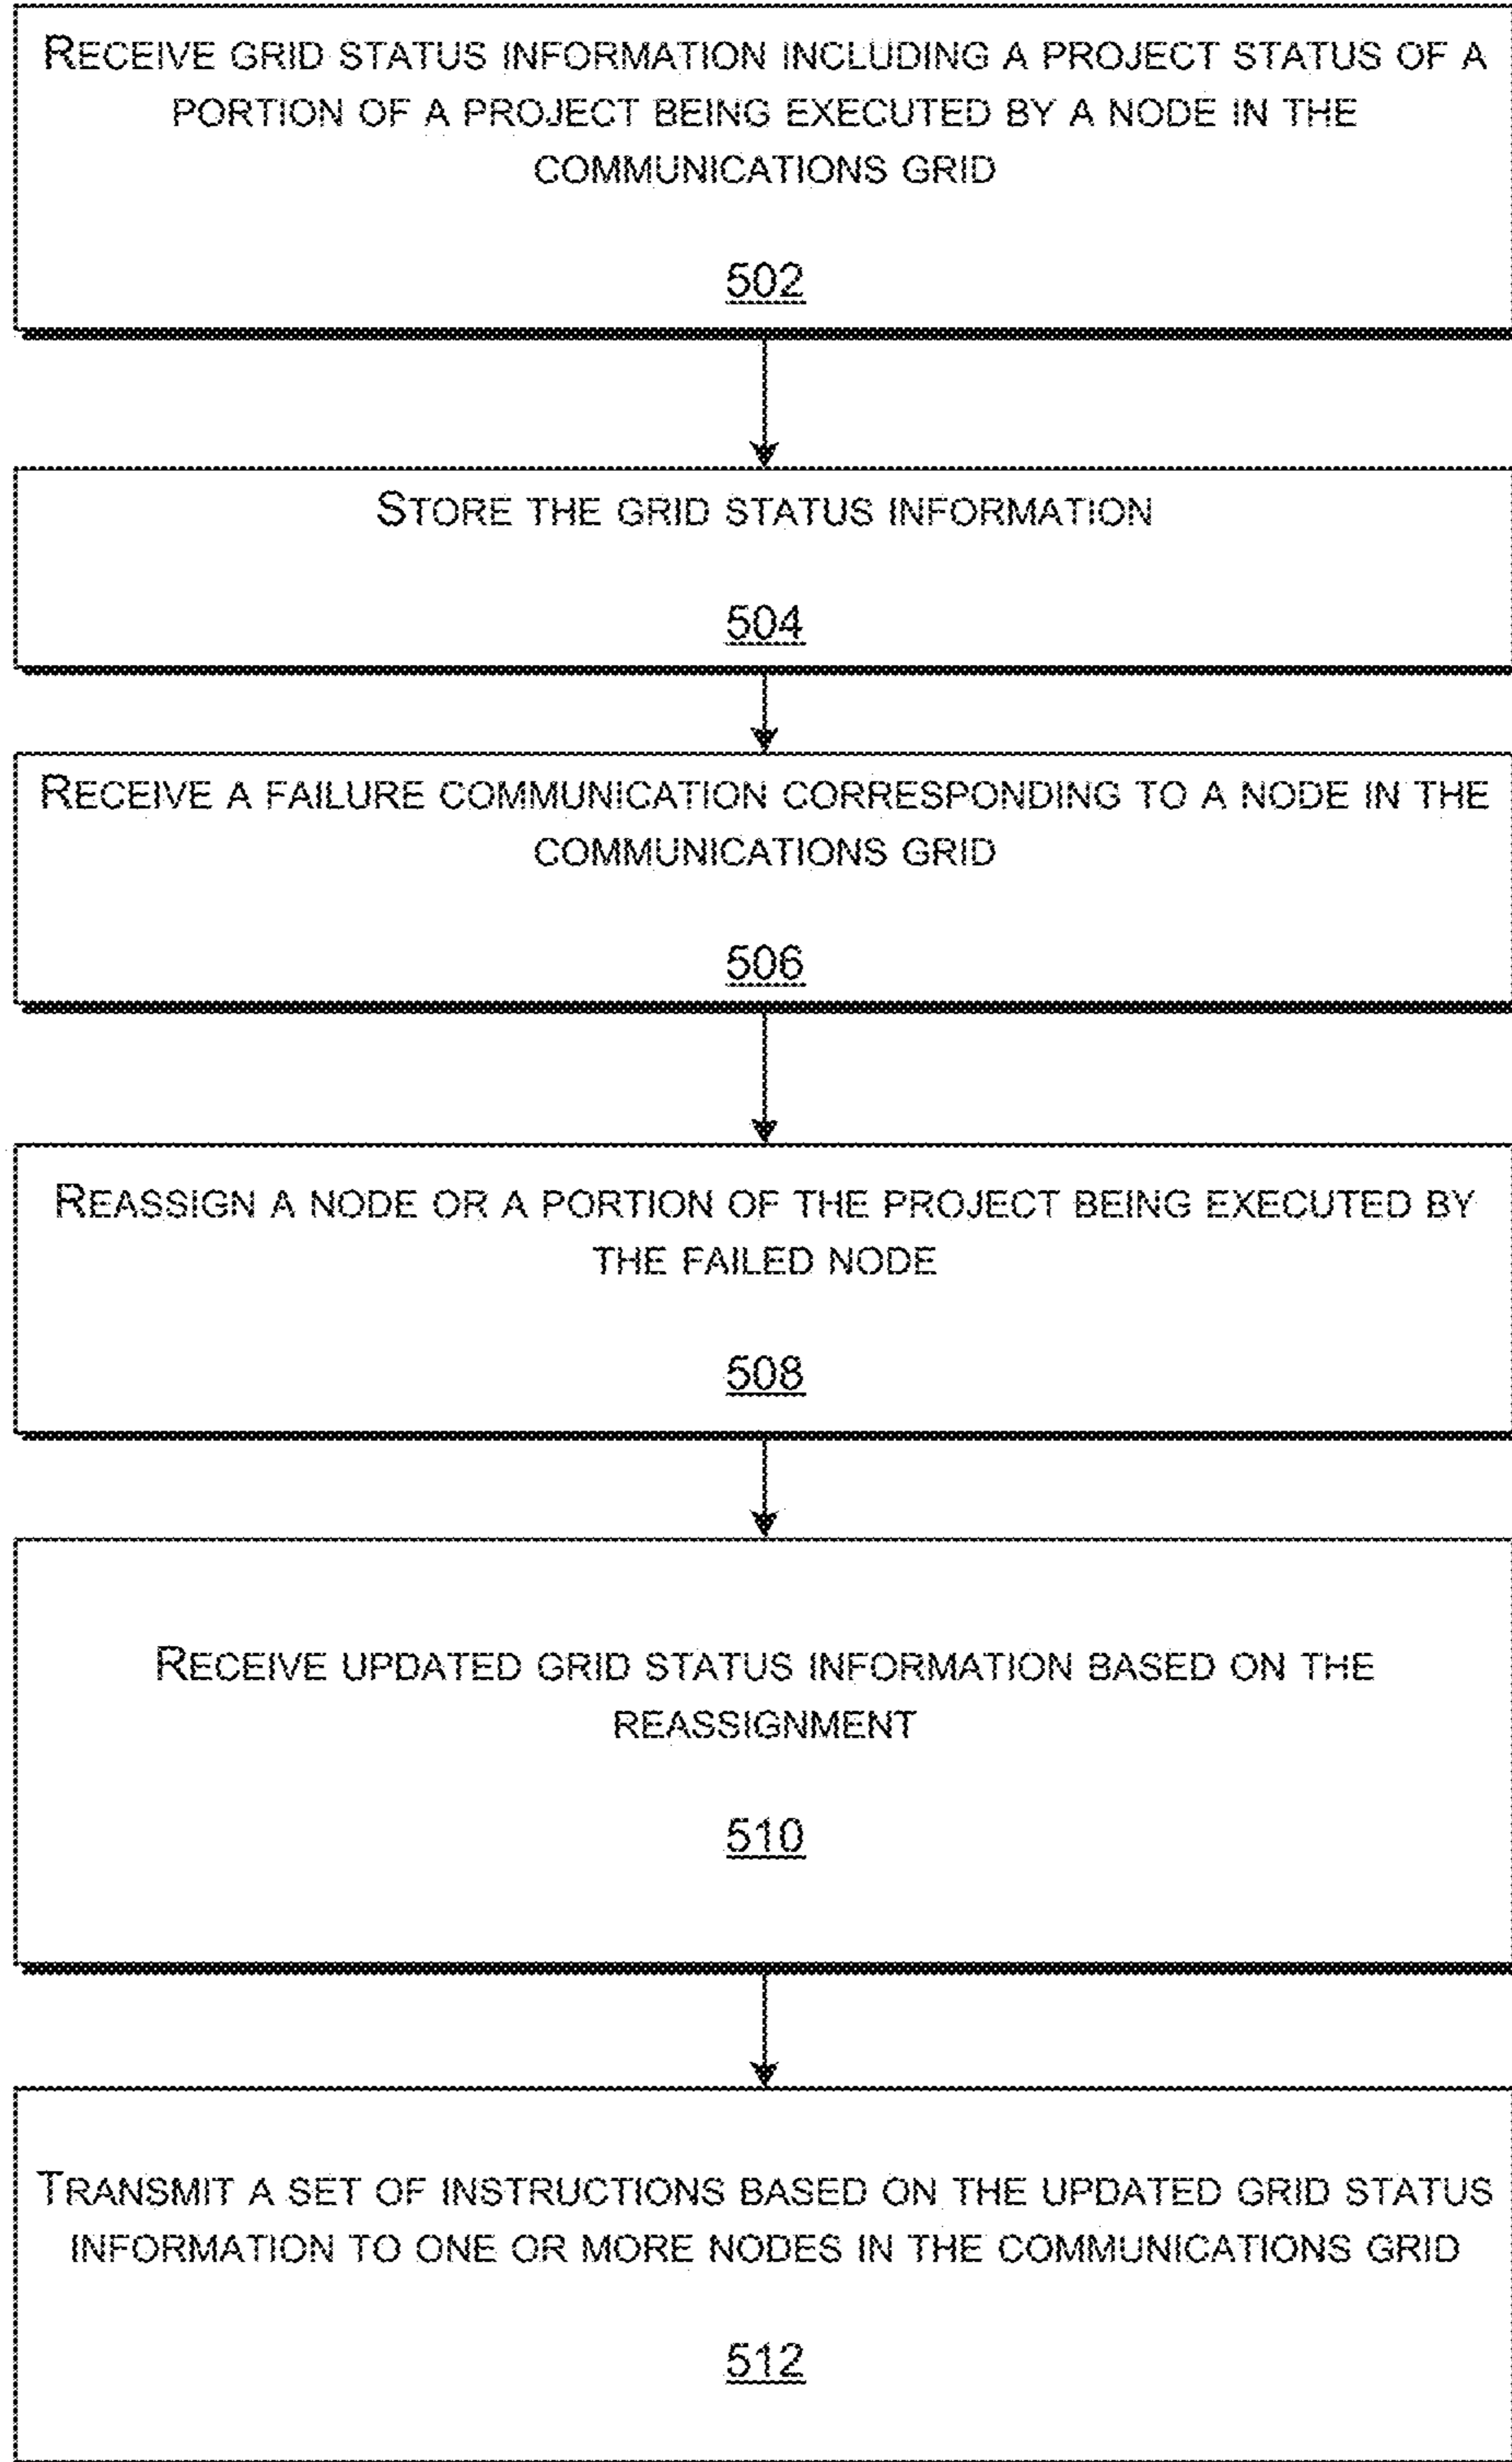 RECEIVE GRID STATUS INFORMATION INCLUDING A PROJECT STATUS OF A
PORTION OF A PROJECT BEING EXECUTED BY A NODE IN THE
COMMUNICATIONS GRID
502
STORE THE GRID STATUS INFORMATION
504
RECEIVE A FAILURE COMMUNICATION CORRESPONDING TO A NODE IN THE
COMMUNICATIONS GRID
506
REASSIGN A NODE OR A PORTION OF THE PROJECT BEING EXECUTED BY
THE FAILED NODE
508
RECEIVE UPDATED GRID STATUS INFORMATION BASED ON THE
REASSIGNMENT
510
TRANSMIT A SET OF INSTRUCTIONS BASED ON THE UPDATED GRID STATUS
INFORMATION TO ONE OR MORE NODES IN THE COMMUNICATIONS GRID
512